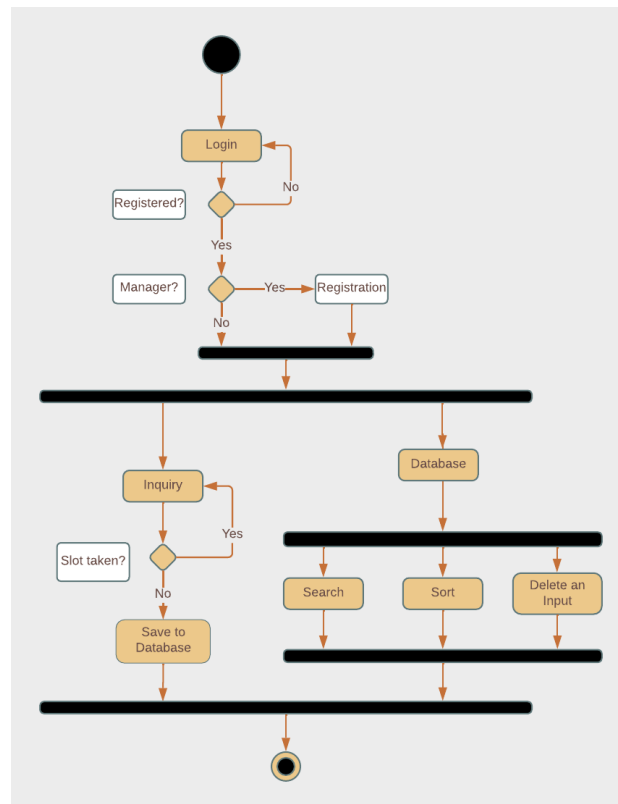 Login
No
Registered?
Yes
Manager?
Yes
Registration
No
Database
Inquiry
Yes
Slot taken?
No
Search
Sort
Delete an
Input
Save to
Database